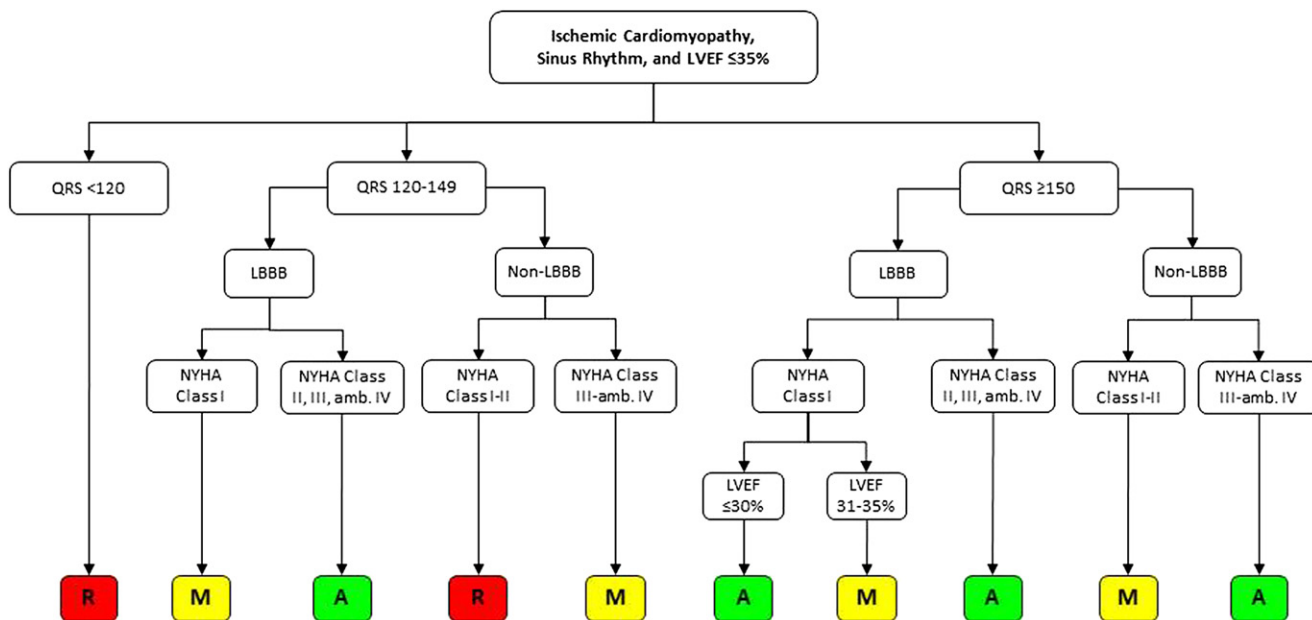 Ischemic Cardiomyopathy,
Sinus Rhythm, and LVEF ≤35%
QRS <120
QRS 120-149
QRS ≥150
LBBB
Non-LBBB
LBBB
Non-LBBB
NYHA
Class I
NYHA Class
II, III, amb. IV
NYHA
Class I-II
NYHA Class
III-amb. IV
NYHA
Class I
NYHA Class
II, III, amb. IV
NYHA
Class I-II
NYHA Class
III-amb. IV
LVEF
≤30%
LVEF
31-35%
R
M
A
R
M
A
M
A
M
A